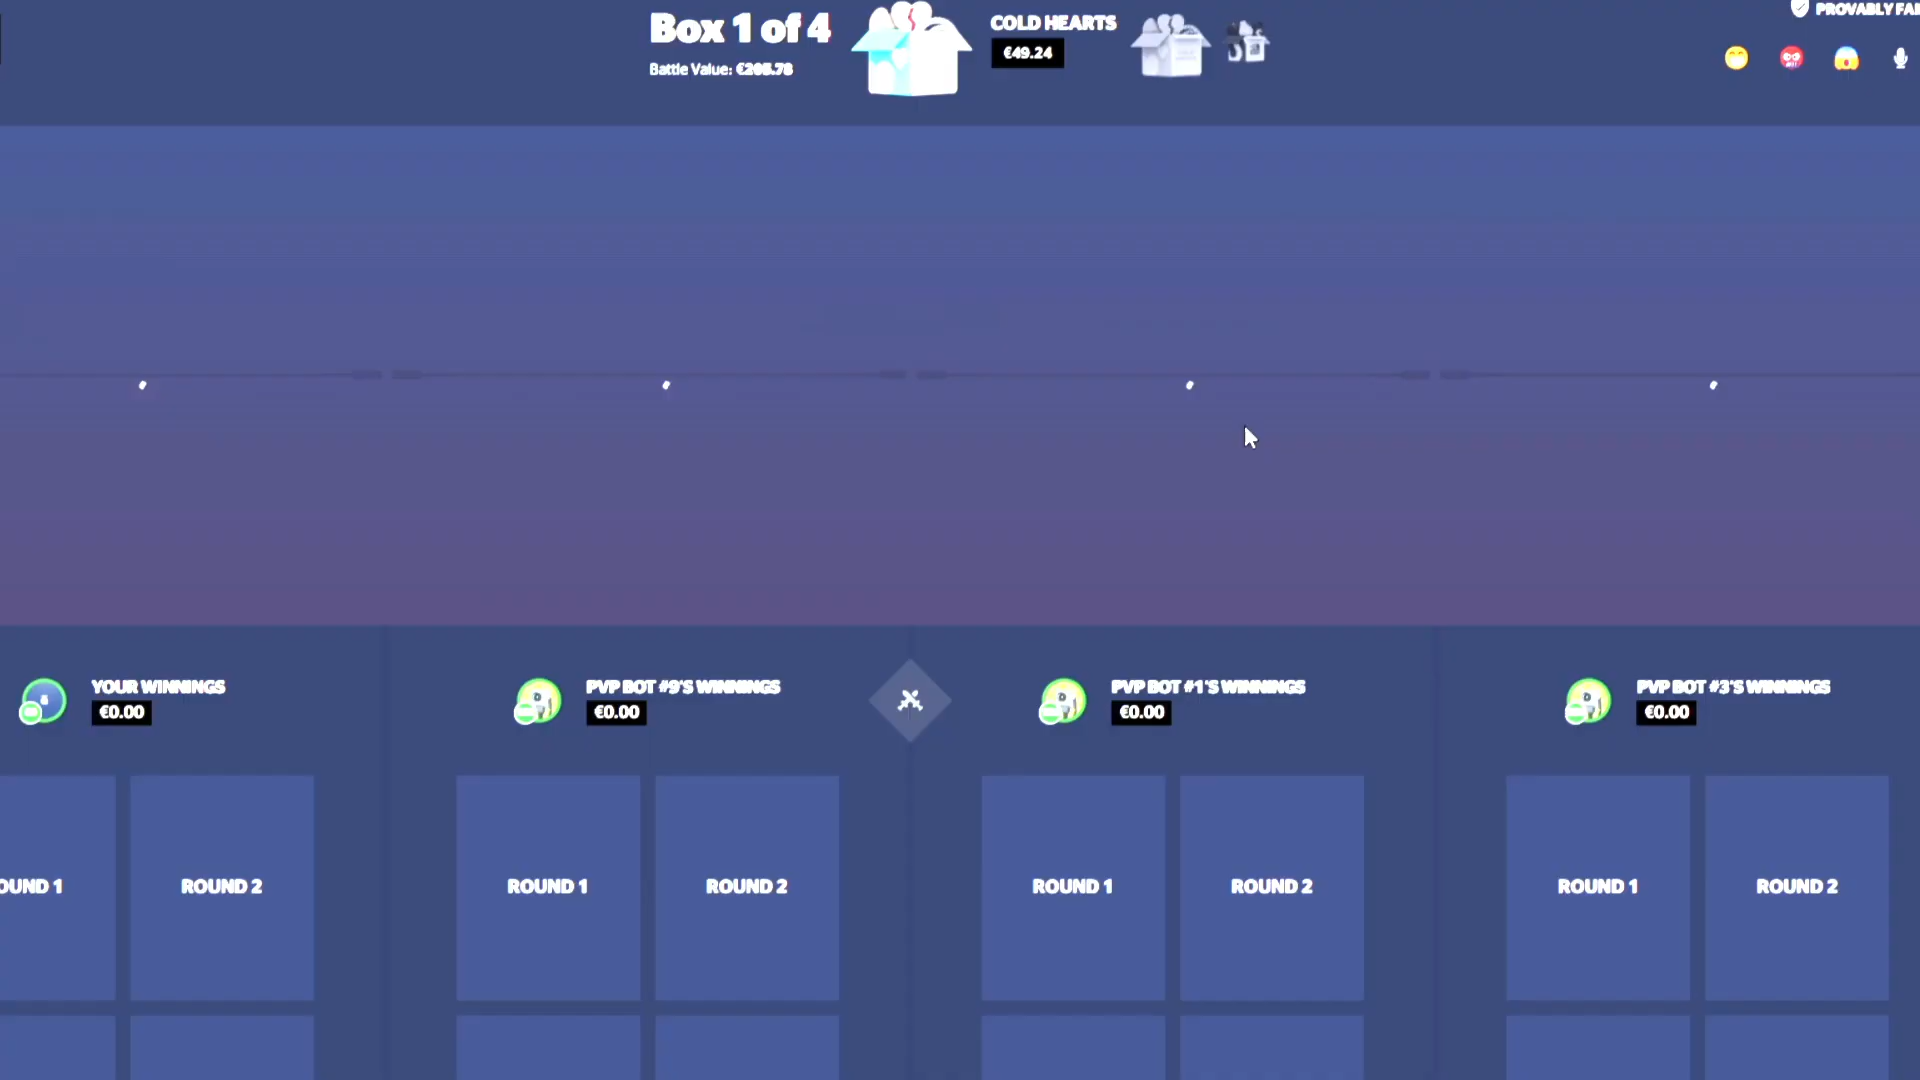 Box 1 of 4
Battle Value: €205.78
COLD HEARTS
€49.24
PROVABLY FAI
YOUR WINNINGS
€0.00
PVP BOT #9'S WINNINGS
€0.00
PVP BOT #1'S WINNINGS
€0.00
PVP BOT #3'S WINNINGS
€0.00
OUND 1
ROUND 2
ROUND 1
ROUND 2
ROUND 1
ROUND 2
ROUND 1
ROUND 2